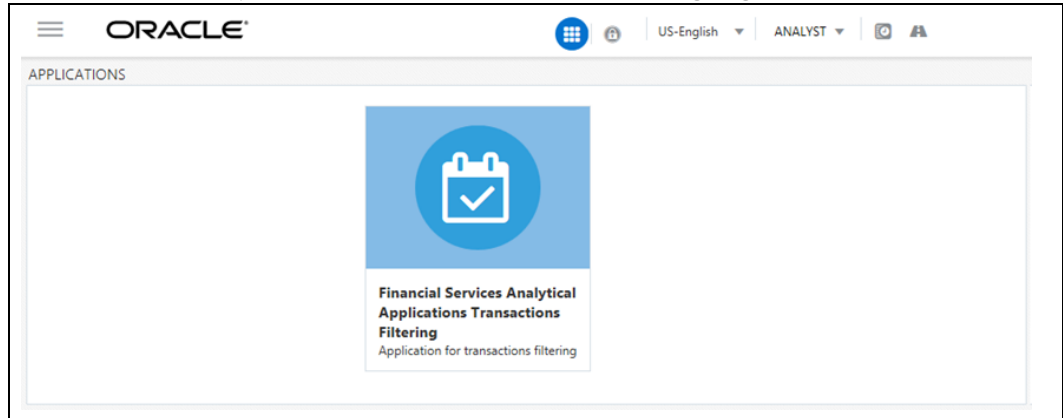 ORACLE
US-English
ANALYST
APPLICATIONS
Financial Services Analytical
Applications Transactions
Filtering
Application for transactions filtering